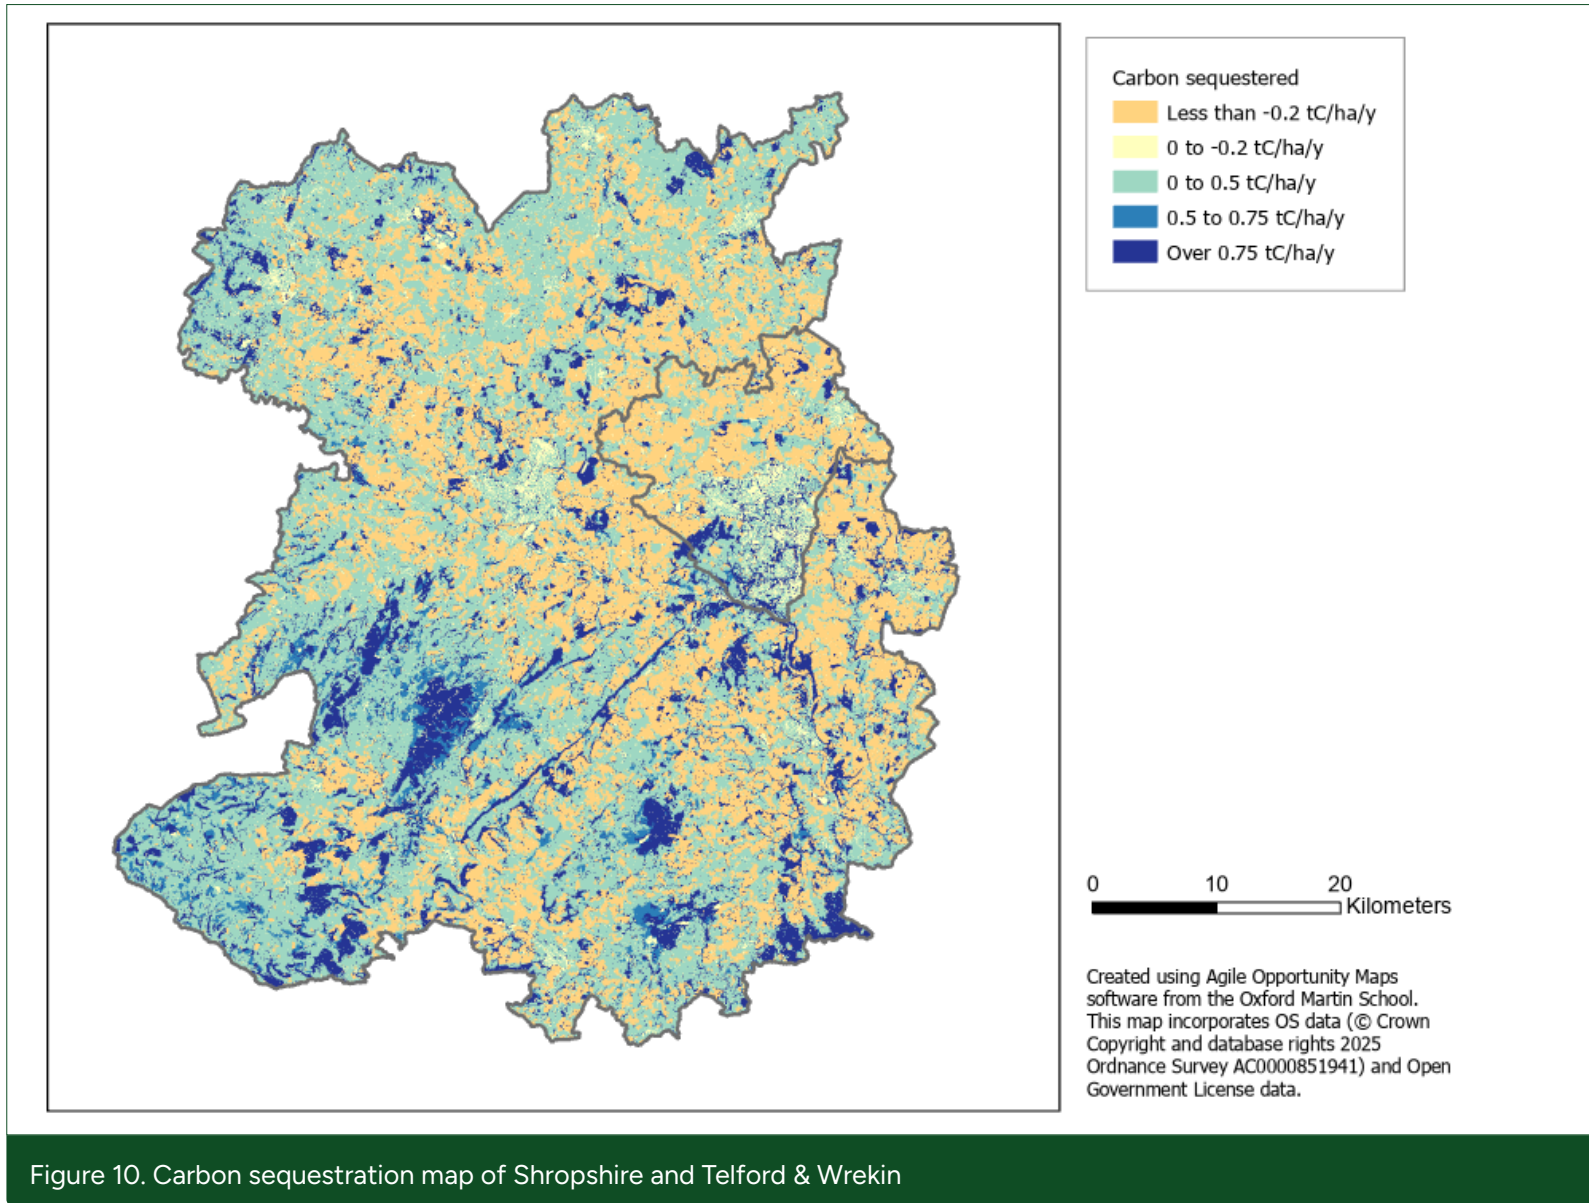 Carbon sequestered
Less than -0.2 tC/ha/y
0 to -0.2 tC/ha/y
0 to 0.5 tC/ha/y
0.5 to 0.75 tC/ha/y
Over 0.75 tC/ha/y
0 10 20
Kilometers
Created using Agile Opportunity Maps
software from the Oxford Martin School.
This map incorporates OS data (© Crown
Copyright and database rights 2025
Ordnance Survey AC0000851941) and Open
Government License data.
Figure 10. Carbon sequestration map of Shropshire and Telford & Wrekin